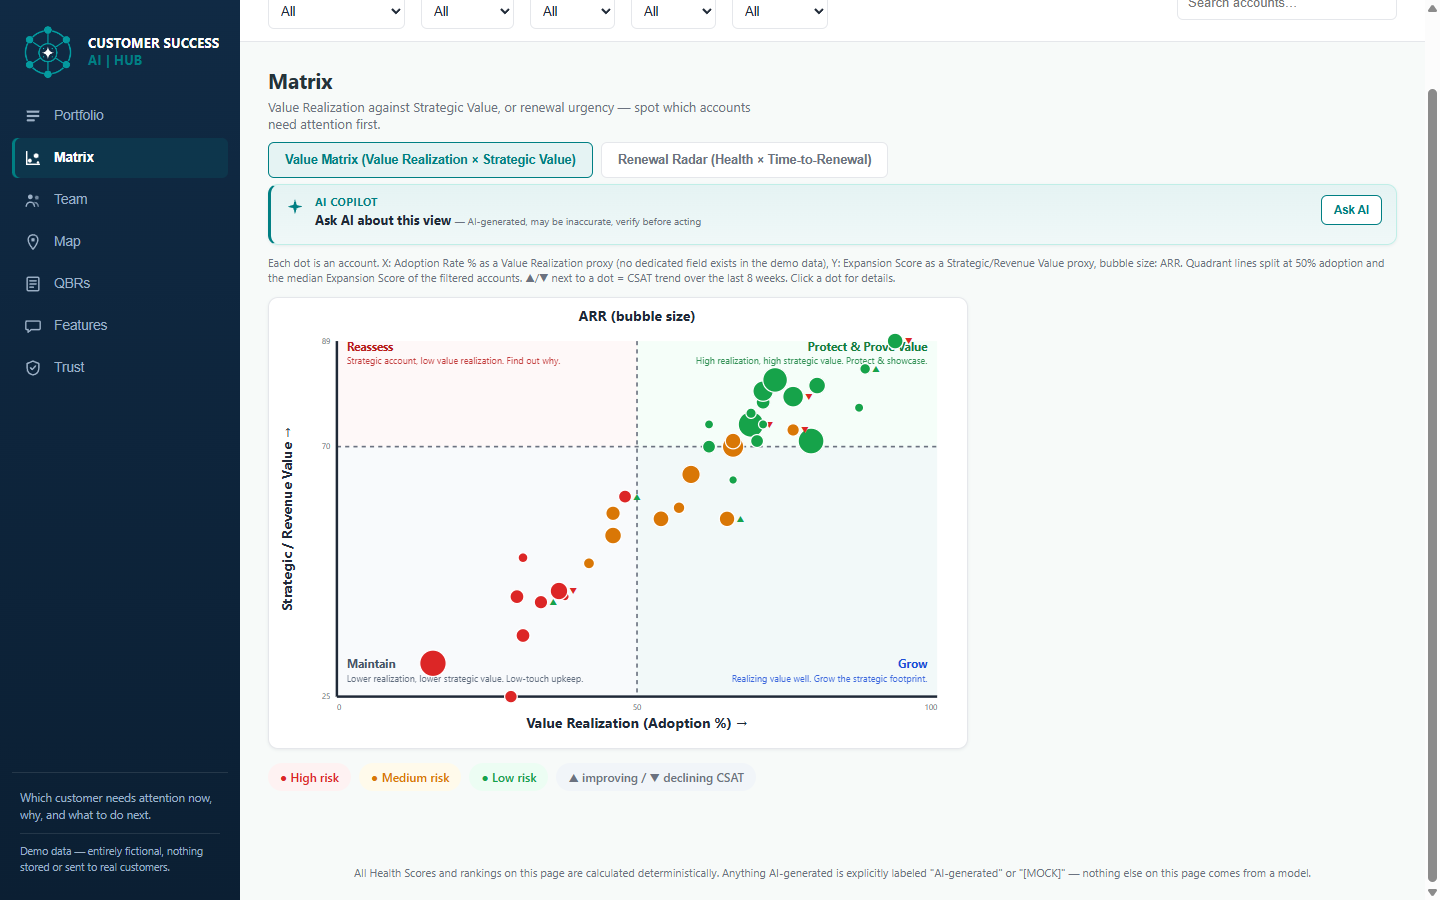 CUSTOMER SUCCESS
AI | HUB
Portfolio
Matrix
Team
Map
QBRs
Features
Trust
Which customer needs attention now,
why, and what to do next.
Demo data — entirely fictional, nothing
stored or sent to real customers.
All
All
All
All
All
Search accounts...
Matrix
Value Realization against Strategic Value, or renewal urgency — spot which accounts
need attention first.
Value Matrix (Value Realization × Strategic Value)
Renewal Radar (Health × Time-to-Renewal)
AI COPILOT
Ask AI about this view — AI-generated, may be inaccurate, verify before acting
Ask AI
Each dot is an account. X: Adoption Rate % as a Value Realization proxy (no dedicated field exists in the demo data), Y: Expansion Score as a Strategic/Revenue Value proxy, bubble size: ARR. Quadrant lines split at 50% adoption and
the median Expansion Score of the filtered accounts. ▲/▼ next to a dot = CSAT trend over the last 8 weeks. Click a dot for details.
ARR (bubble size)
89
Reassess
Strategic account, low value realization. Find out why.
Protect & Prove Value
High realization, high strategic value. Protect & showcase.
70
Strategic / Revenue Value →
Maintain
Lower realization, lower strategic value. Low-touch upkeep.
Grow
Realizing value well. Grow the strategic footprint.
25
0
50
100
Value Realization (Adoption %) →
● High risk
● Medium risk
● Low risk
▲ improving / ▼ declining CSAT
All Health Scores and rankings on this page are calculated deterministically. Anything AI-generated is explicitly labeled "AI-generated" or "[MOCK]" — nothing else on this page comes from a model.